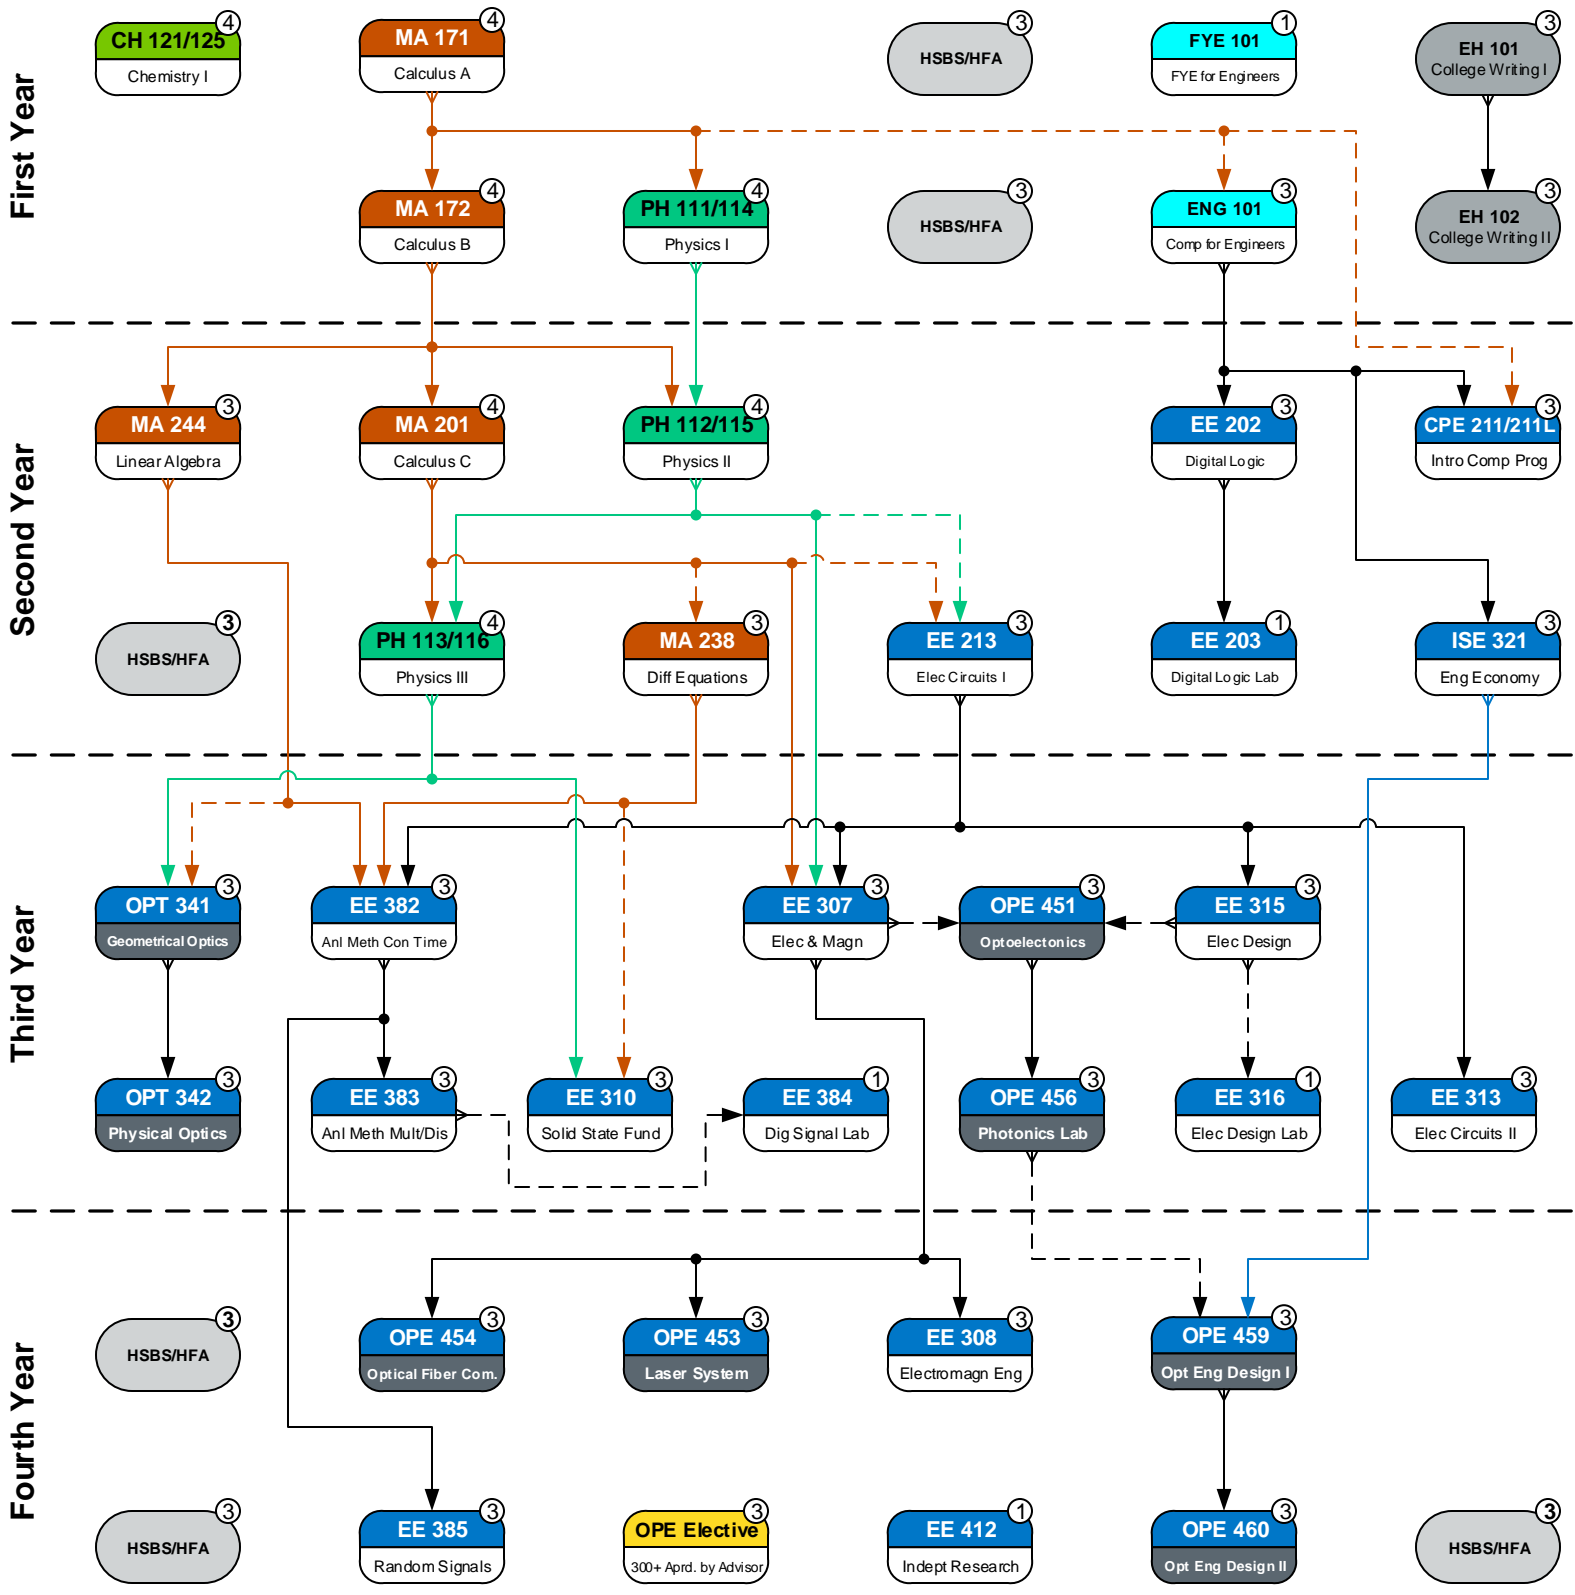 First Year
4
CH 121/125
Chemistry I
4
MA 171
Calculus A
3
HSBS/HFA
1
FYE 101
FYE for Engineers
3
EH 101
College Writing I
4
MA 172
Calculus B
4
PH 111/114
Physics I
3
HSBS/HFA
3
ENG 101
Comp for Engineers
3
EH 102
College Writing II
Second Year
3
MA 244
Linear Algebra
4
MA 201
Calculus C
4
PH 112/115
Physics II
3
EE 202
Digital Logic
3
CPE 211/211L
Intro Comp Prog
3
HSBS/HFA
4
PH 113/116
Physics III
3
MA 238
Diff Equations
3
EE 213
Elec Circuits I
1
EE 203
Digital Logic Lab
3
ISE 321
Eng Economy
Third Year
3
OPT 341
Geometrical Optics
3
EE 382
Anl Meth Con Time
3
EE 307
Elec & Magn
3
OPE 451
Optoelectonics
3
EE 315
Elec Design
3
OPT 342
Physical Optics
3
EE 383
Anl Meth Mult/Dis
3
EE 310
Solid State Fund
1
EE 384
Dig Signal Lab
3
OPE 456
Photonics Lab
1
EE 316
Elec Design Lab
3
EE 313
Elec Circuits II
Fourth Year
3
HSBS/HFA
3
OPE 454
Optical Fiber Com.
3
OPE 453
Laser System
3
EE 308
Electromagn Eng
3
OPE 459
Opt Eng Design I
3
HSBS/HFA
3
EE 385
Random Signals
3
OPE Elective
300+ Aprd. by Advisor
1
EE 412
Indept Research
3
OPE 460
Opt Eng Design II
3
HSBS/HFA